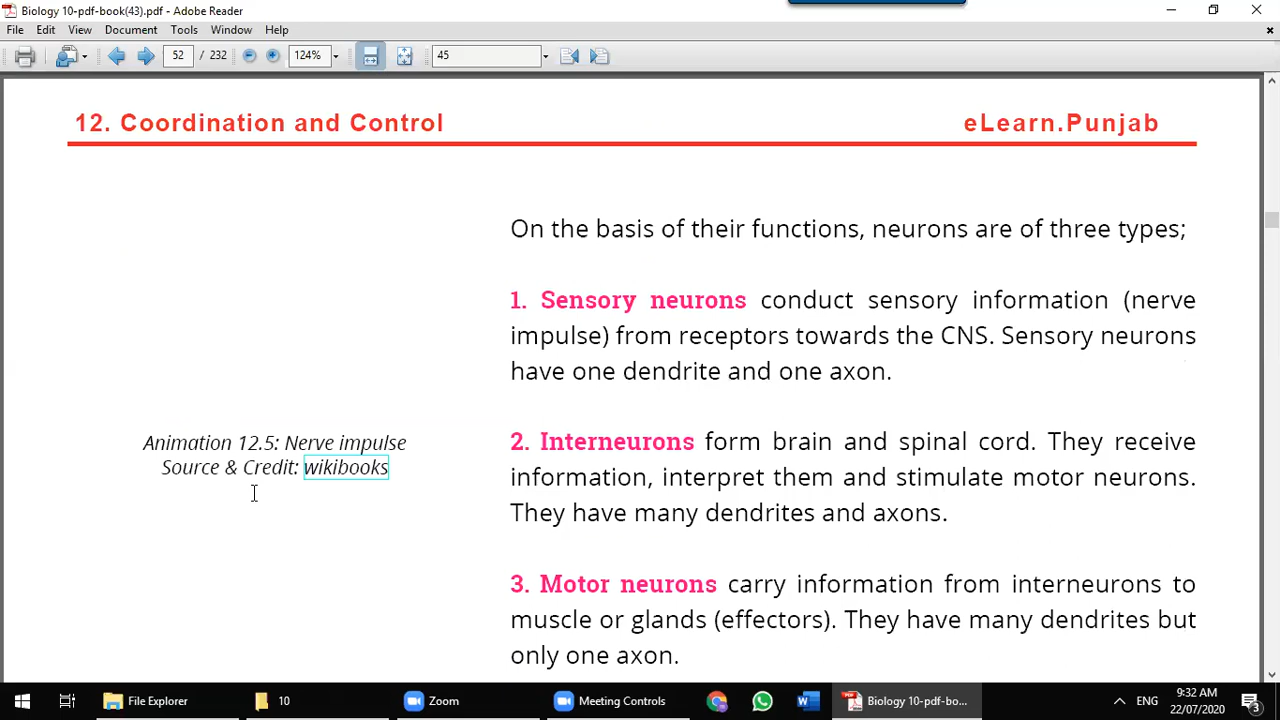 Biology 10-pdf-book(43).pdf - Adobe Reader
File Edit View Document Tools Window Help
52 / 232 124% 45
12. Coordination and Control eLearn.Punjab
On the basis of their functions, neurons are of three types;
1. Sensory neurons conduct sensory information (nerve
impulse) from receptors towards the CNS. Sensory neurons
have one dendrite and one axon.
Animation 12.5: Nerve impulse
Source & Credit: wikibooks
2. Interneurons form brain and spinal cord. They receive
information, interpret them and stimulate motor neurons.
They have many dendrites and axons.
3. Motor neurons carry information from interneurons to
muscle or glands (effectors). They have many dendrites but
only one axon.
File Explorer 10 Zoom Meeting Controls Biology 10-pdf-bo... ENG 9:32 AM
22/07/2020 3